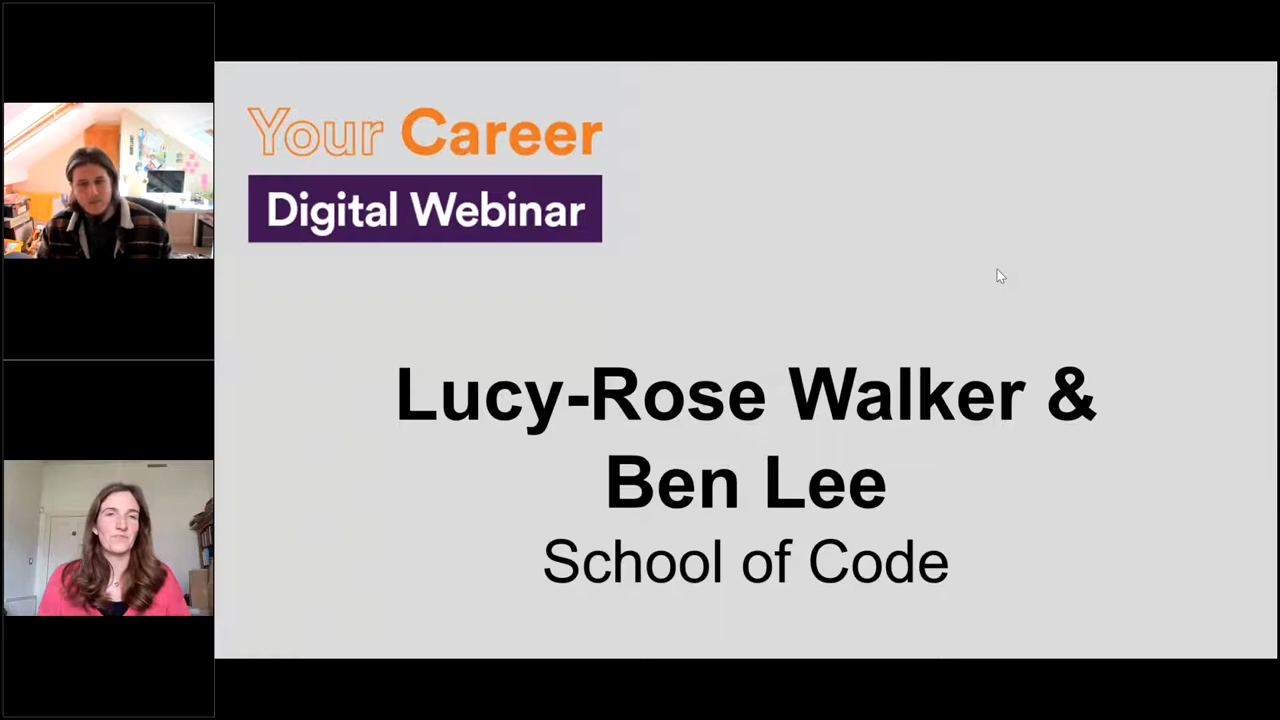 Your Career
Digital Webinar
Lucy-Rose Walker &
Ben Lee
School of Code